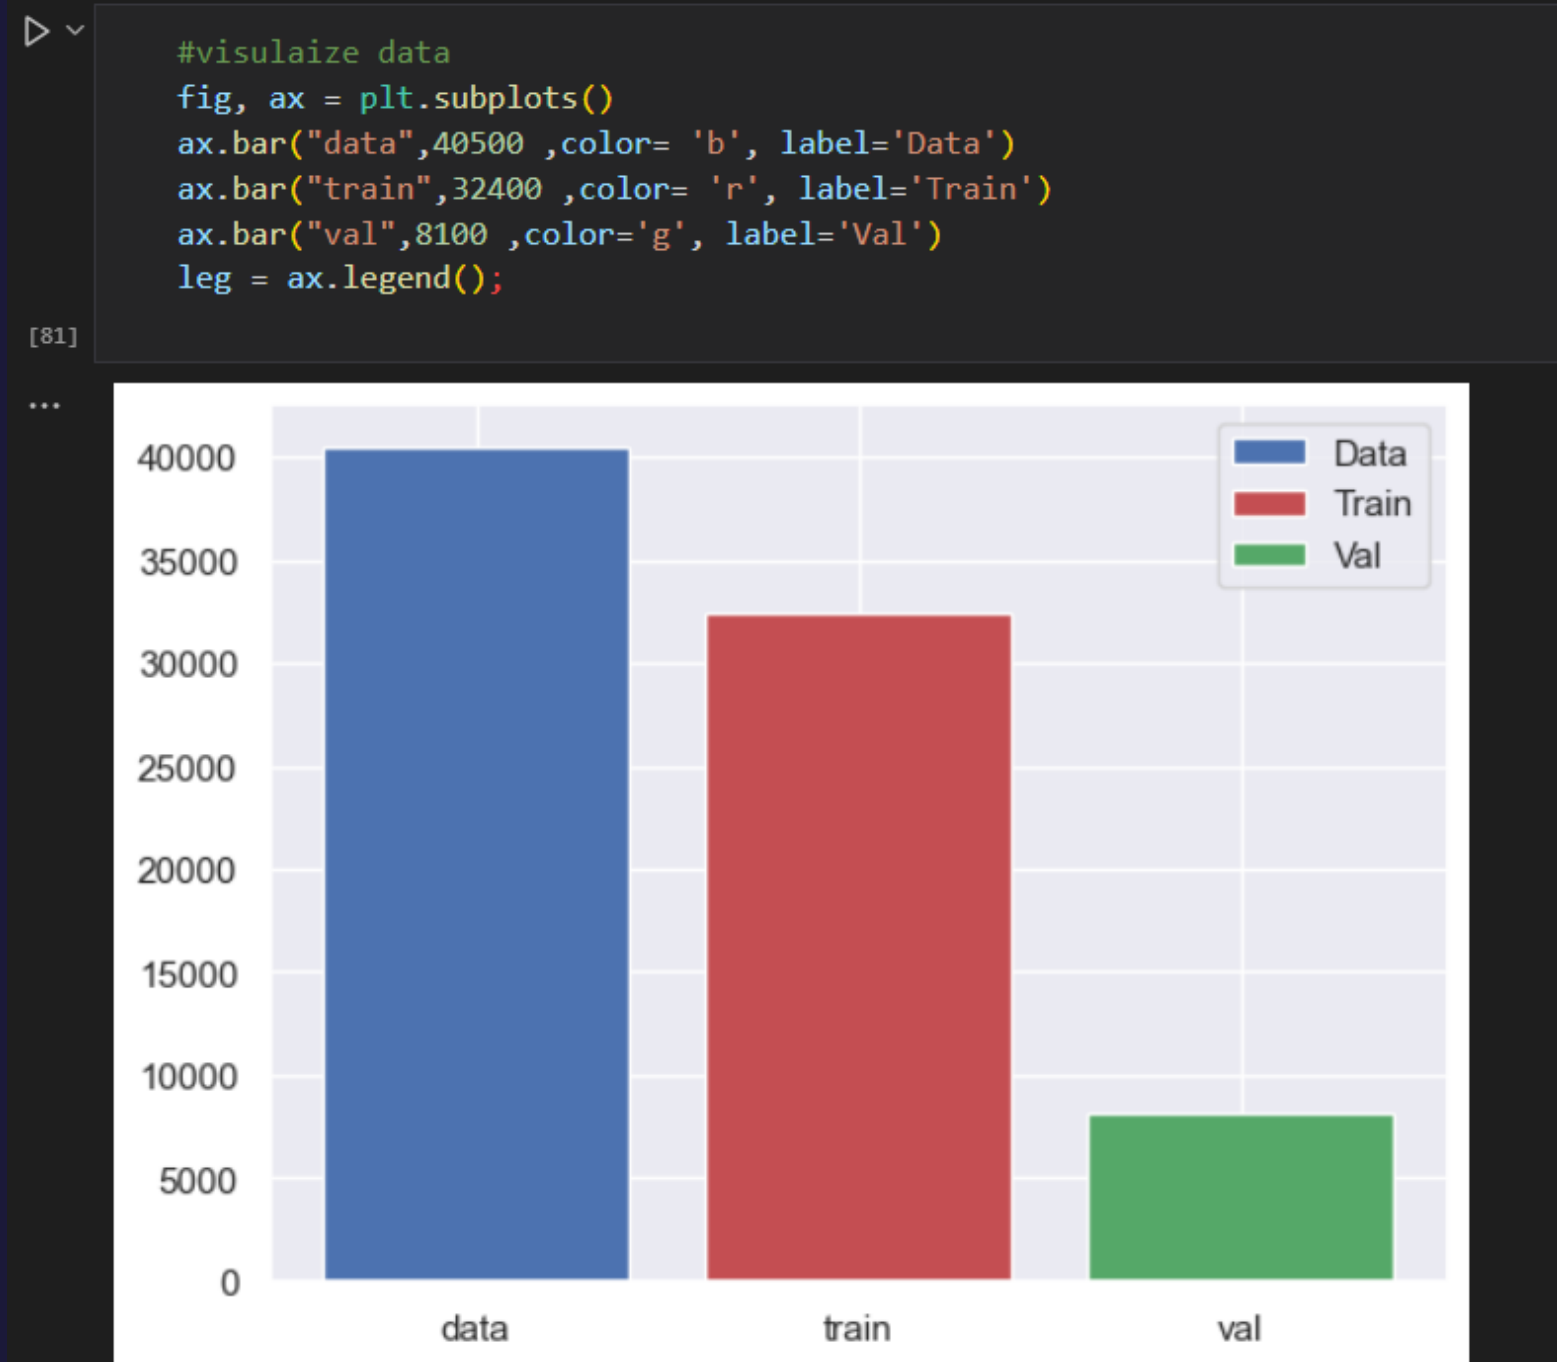 #visulaize data
fig, ax = plt.subplots()
ax.bar("data",40500 ,color= 'b', label='Data')
ax.bar("train",32400 ,color= 'r', label='Train')
ax.bar("val",8100 ,color='g', label='Val')
leg = ax.legend();
[81]
...
Data
Train
Val
40000
35000
30000
25000
20000
15000
10000
5000
0
data train val